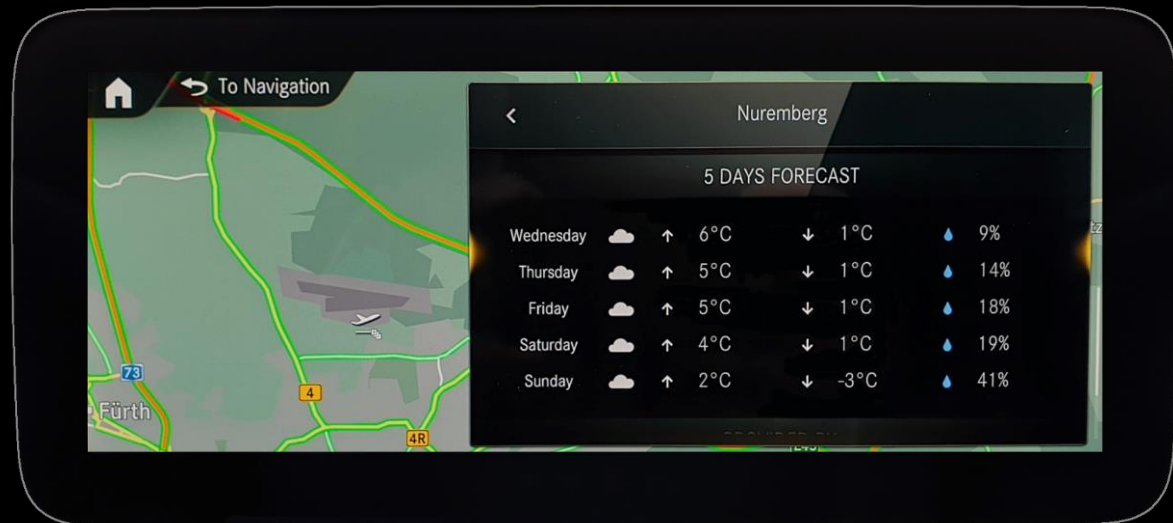 To Navigation
Nuremberg
5 DAYS FORECAST
Wednesday 6°C 1°C 9%
Thursday 5°C 1°C 14%
Friday 5°C 1°C 18%
Saturday 4°C 1°C 19%
Sunday 2°C -3°C 41%
73
4
Fürth
4R